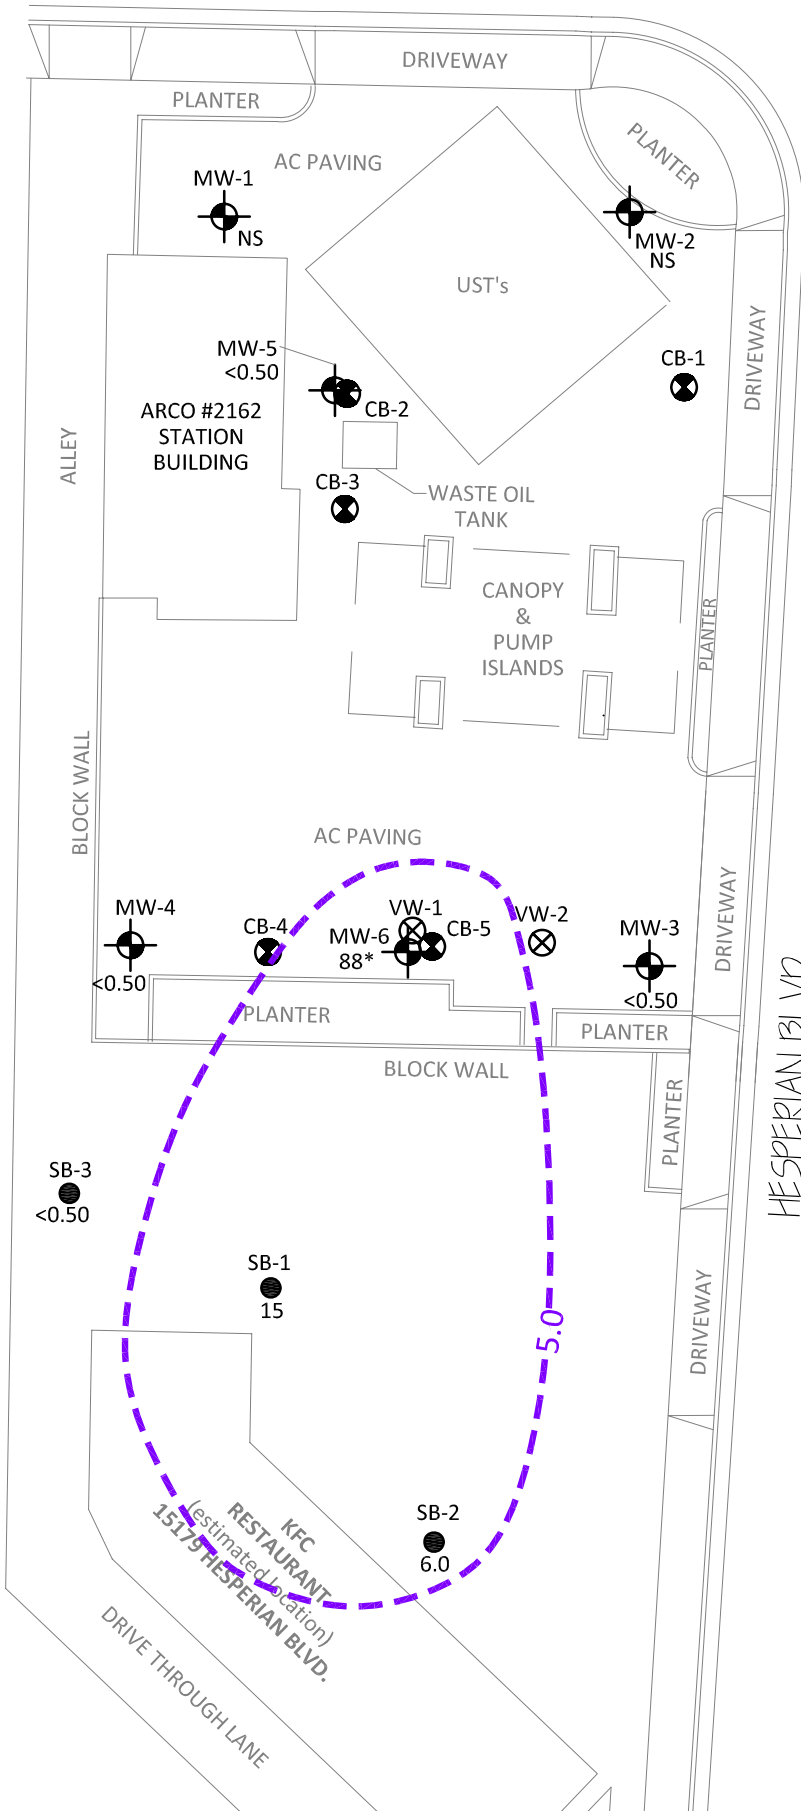 DRIVEWAY
PLANTER
PLANTER
AC PAVING
MW-1
NS
MW-2
NS
UST's
DRIVEWAY
MW-5
<0.50
CB-1
CB-2
ARCO #2162
STATION
BUILDING
ALLEY
CB-3
WASTE OIL
TANK
CANOPY
&
PUMP
ISLANDS
PLANTER
BLOCK WALL
AC PAVING
DRIVEWAY
MW-4
<0.50
CB-4
VW-1
MW-6
88*
CB-5
VW-2
MW-3
<0.50
PLANTER
PLANTER
BLOCK WALL
HESPERIAN BLVD
PLANTER
SB-3
<0.50
SB-1
15
DRIVEWAY
5.0
SB-2
6.0
KFC
RESTAURANT
(estimated location)
15179 HESPERIAN BLVD.
DRIVE THROUGH LANE